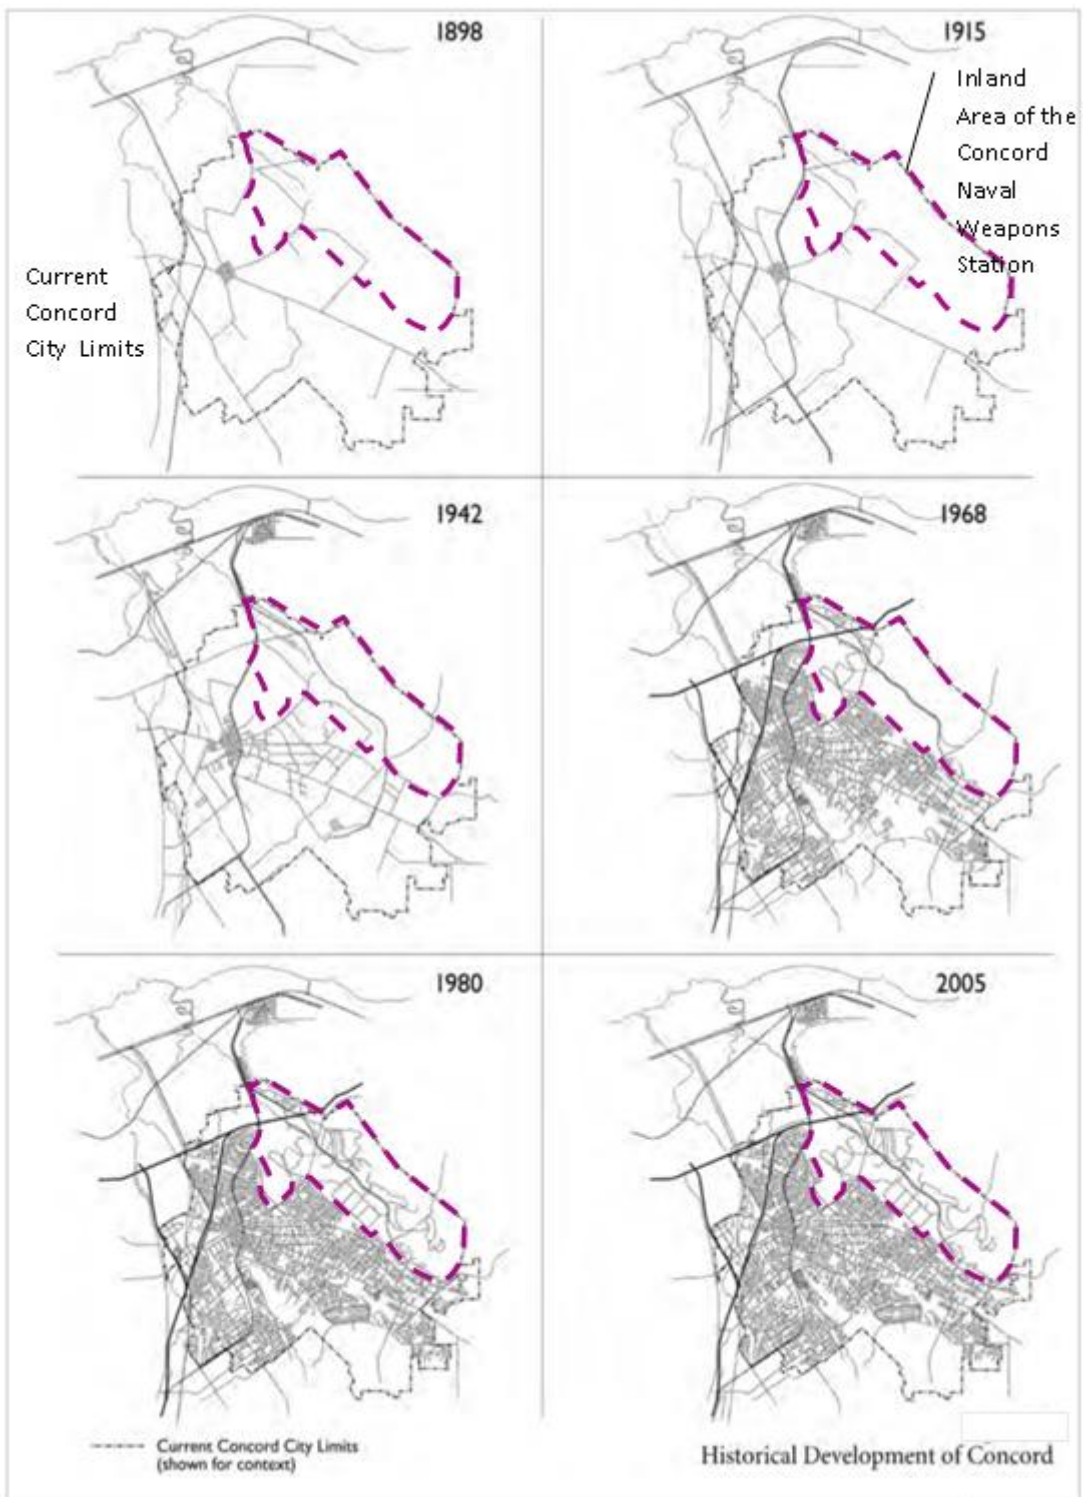 1898
1915
Inland
Area of the
Concord
Naval
Weapons
Station
Current
Concord
City Limits
1942
1968
1980
2005
Current Concord City Limits
(shown for context)
Historical Development of Concord